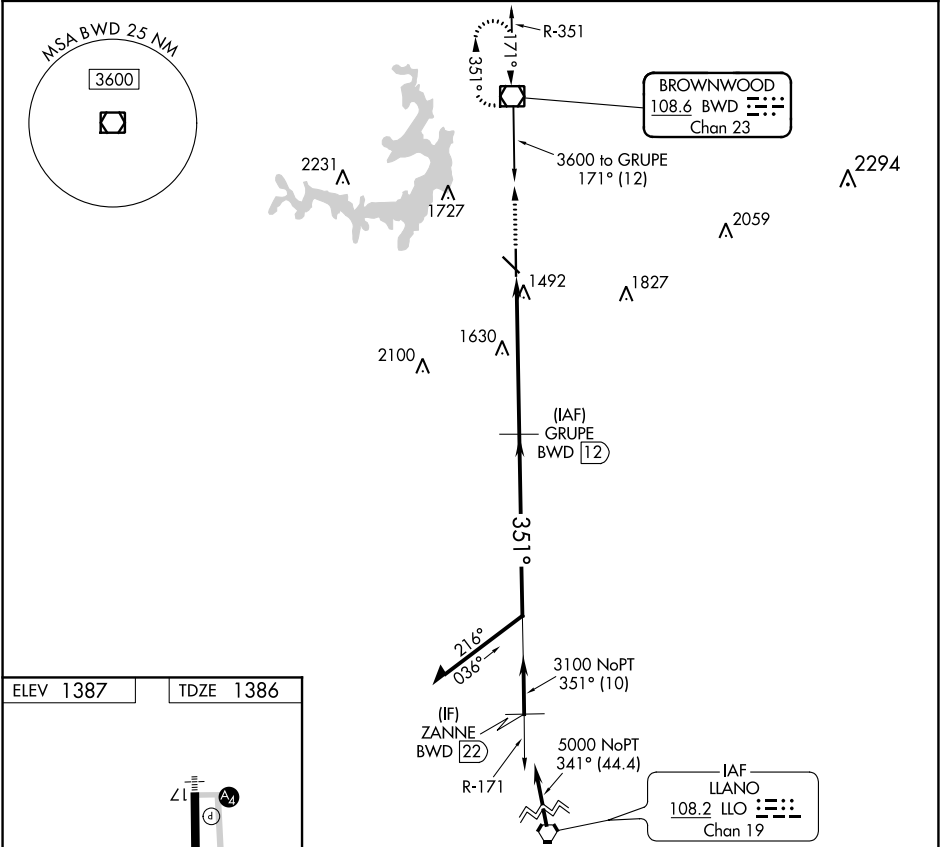 MSA BWD 25 NM
3600
R-351
351°
171°
BROWNWOOD
108.6 BWD
Chan 23
3600 to GRUPE
171° (12)
2231
1727
2294
2059
1492
1827
1630
2100
(IAF)
GRUPE
BWD 12
351°
216°
036°
3100 NoPT
351° (10)
(IF)
ZANNE
BWD 22
R-171
5000 NoPT
341° (44.4)
IAF
LLANO
108.2 LLO
Chan 19
ELEV 1387
TDZE 1386
17
A4
P